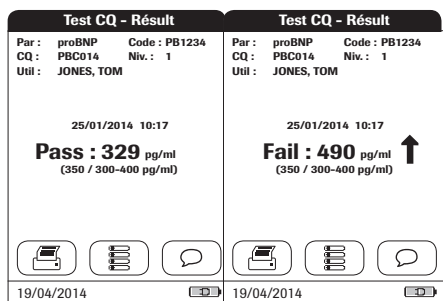 Test CQ - Résult
Par : proBNP Code : PB1234
CQ : PBC014 Niv. : 1
Util : JONES, TOM
25/01/2014 10:17
Pass : 329 pg/ml
(350 / 300-400 pg/ml)
19/04/2014
Test CQ - Résult
Par : proBNP Code : PB1234
CQ : PBC014 Niv. : 1
Util : JONES, TOM
25/01/2014 10:17
Fail : 490 pg/ml
(350 / 300-400 pg/ml)
19/04/2014